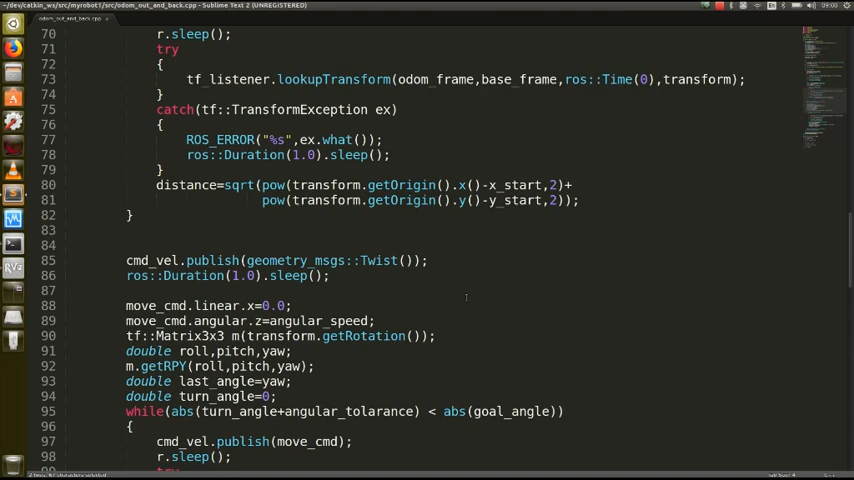 ~/dev/catkin_ws/src/myrobot1/src/odom_out_and_back.cpp - Sublime Text 2 (UNREGISTERED)
En
09:00
odom_out_and_back.cpp
70 r.sleep();
71 try
72 {
73 tf_listener.lookupTransform(odom_frame,base_frame,ros::Time(0),transform);
74 }
75 catch(tf::TransformException ex)
76 {
77 ROS_ERROR("%s",ex.what());
78 ros::Duration(1.0).sleep();
79 }
80 distance=sqrt(pow(transform.getOrigin().x()-x_start,2)+
81 pow(transform.getOrigin().y()-y_start,2));
82 }
83
84
85 cmd_vel.publish(geometry_msgs::Twist());
86 ros::Duration(1.0).sleep();
87
88 move_cmd.linear.x=0.0;
89 move_cmd.angular.z=angular_speed;
90 tf::Matrix3x3 m(transform.getRotation());
91 double roll,pitch,yaw;
92 m.getRPY(roll,pitch,yaw);
93 double last_angle=yaw;
94 double turn_angle=0;
95 while(abs(turn_angle+angular_tolarance) < abs(goal_angle))
96 {
97 cmd_vel.publish(move_cmd);
98 r.sleep();
99 try